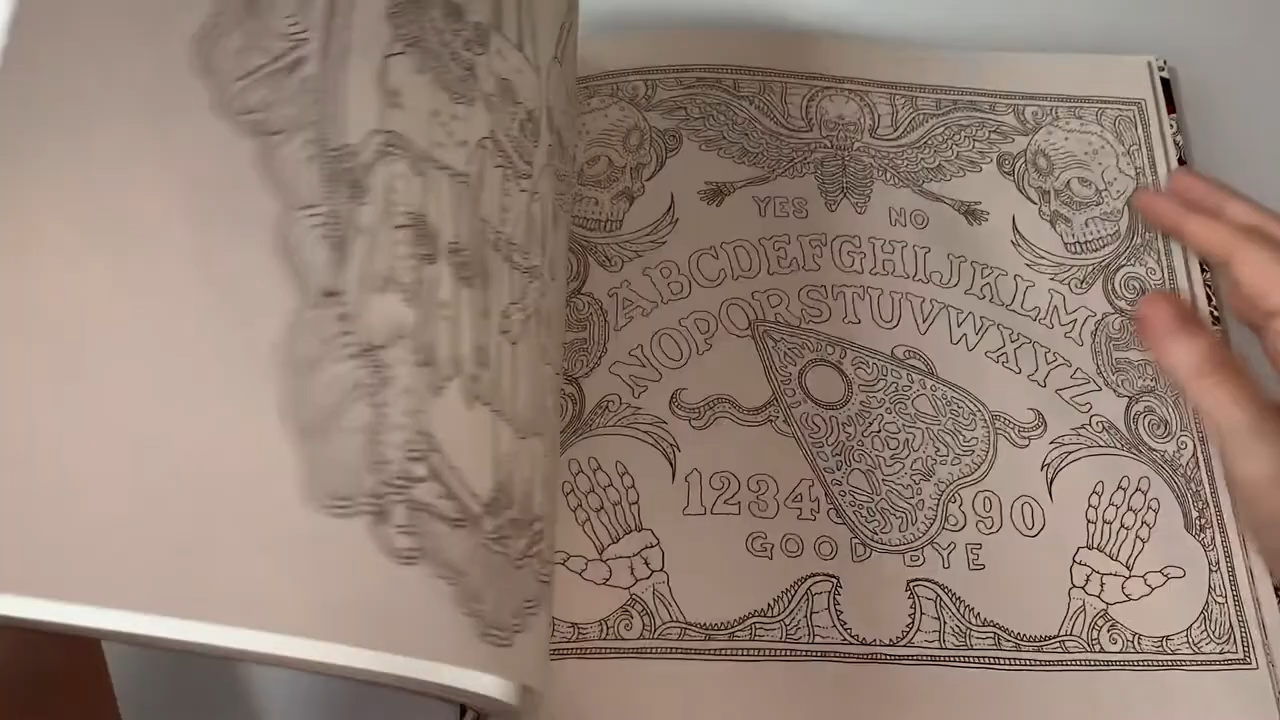 YES NO
ABCDEFGHIJKLM
NOPQRSTUVWXYZ
1234 890
GOOD BYE